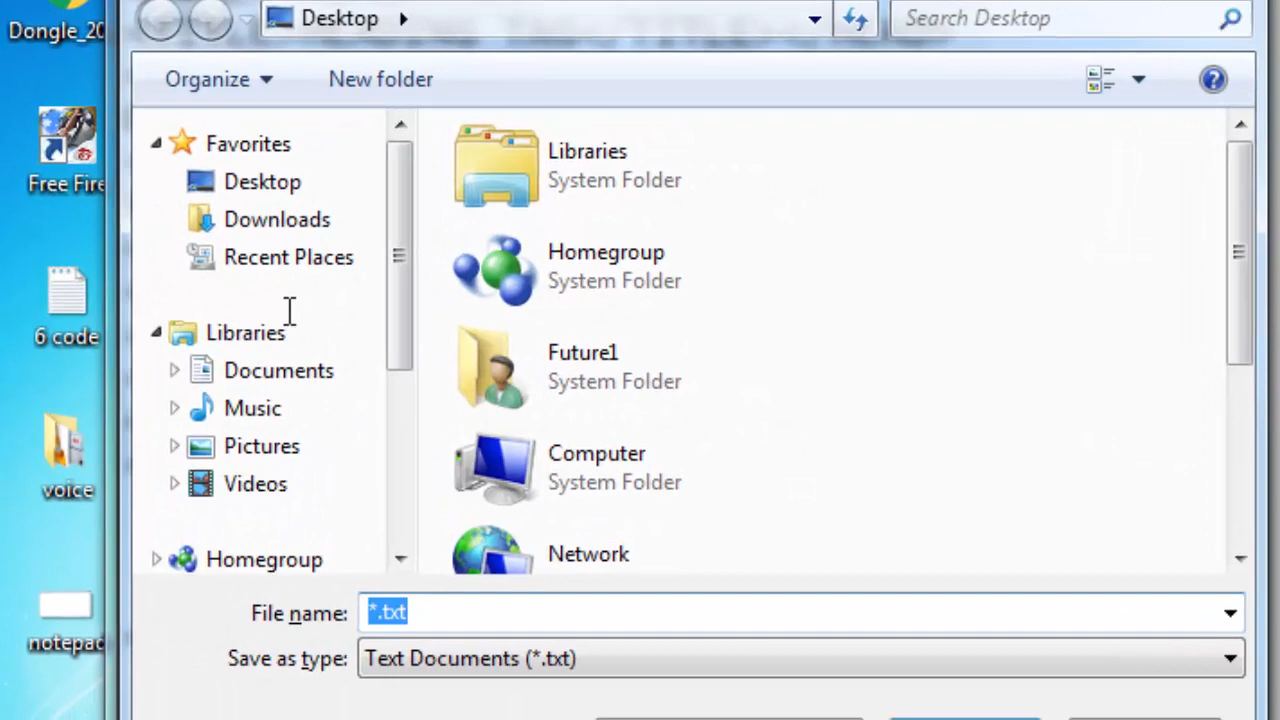 Dongle_20
Free Fire
6 code
voice
notepad
Desktop
Search Desktop
Organize
New folder
Favorites
Desktop
Downloads
Recent Places
Libraries
Documents
Music
Pictures
Videos
Homegroup
Libraries
System Folder
Homegroup
System Folder
Future1
System Folder
Computer
System Folder
Network
File name:
*.txt
Save as type:
Text Documents (*.txt)